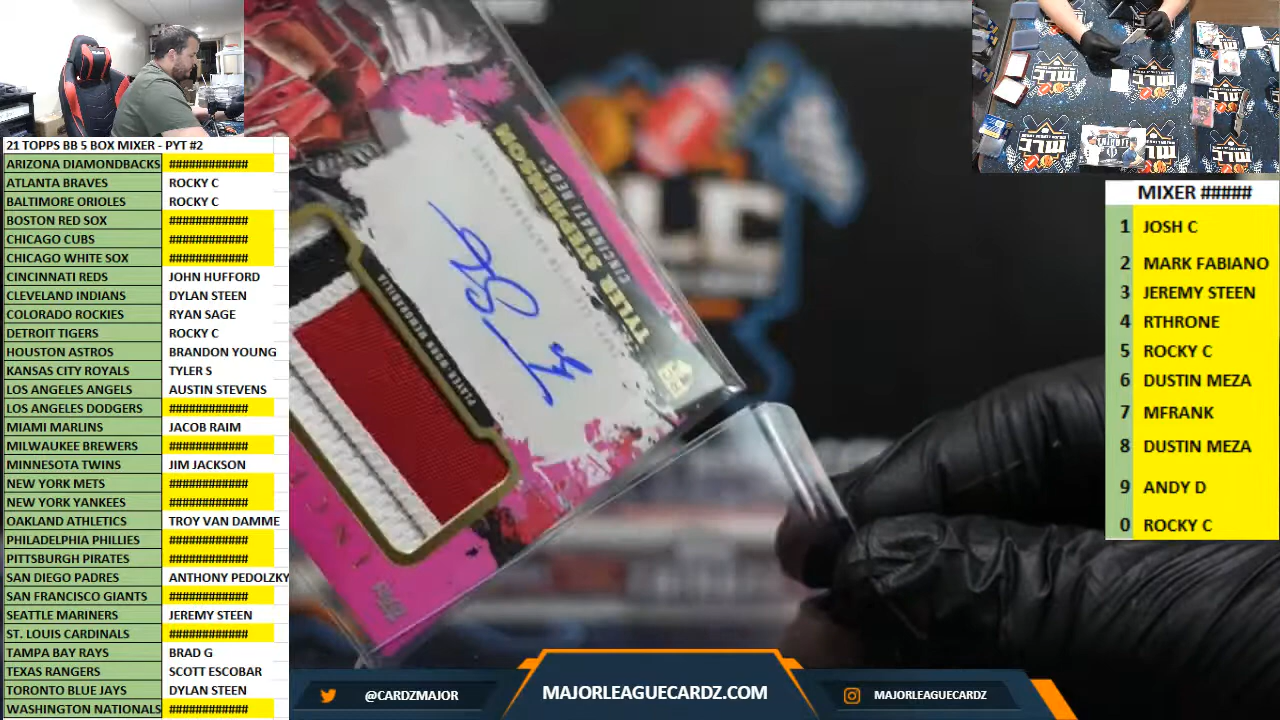 21 TOPPS BB 5 BOX MIXER - PYT #2
ARIZONA DIAMONDBACKS ############
ATLANTA BRAVES ROCKY C
BALTIMORE ORIOLES ROCKY C
BOSTON RED SOX ############
CHICAGO CUBS ############
CHICAGO WHITE SOX ############
CINCINNATI REDS JOHN HUFFORD
CLEVELAND INDIANS DYLAN STEEN
COLORADO ROCKIES RYAN SAGE
DETROIT TIGERS ROCKY C
HOUSTON ASTROS BRANDON YOUNG
KANSAS CITY ROYALS TYLER S
LOS ANGELES ANGELS AUSTIN STEVENS
LOS ANGELES DODGERS ############
MIAMI MARLINS JACOB RAIM
MILWAUKEE BREWERS ############
MINNESOTA TWINS JIM JACKSON
NEW YORK METS ############
NEW YORK YANKEES ############
OAKLAND ATHLETICS TROY VAN DAMME
PHILADELPHIA PHILLIES ############
PITTSBURGH PIRATES ############
SAN DIEGO PADRES ANTHONY PEDOLZKY
SAN FRANCISCO GIANTS ############
SEATTLE MARINERS JEREMY STEEN
ST. LOUIS CARDINALS ############
TAMPA BAY RAYS BRAD G
TEXAS RANGERS SCOTT ESCOBAR
TORONTO BLUE JAYS DYLAN STEEN
WASHINGTON NATIONALS ############
TYLER STEPHENSON
CINCINNATI REDS
PLAYER-WORN MEMORABILIA
MLC
MIXER #####
1 JOSH C
2 MARK FABIANO
3 JEREMY STEEN
4 RTHRONE
5 ROCKY C
6 DUSTIN MEZA
7 MFRANK
8 DUSTIN MEZA
9 ANDY D
0 ROCKY C
@CARDZMAJOR
MAJORLEAGUECARDZ.COM
MAJORLEAGUECARDZ